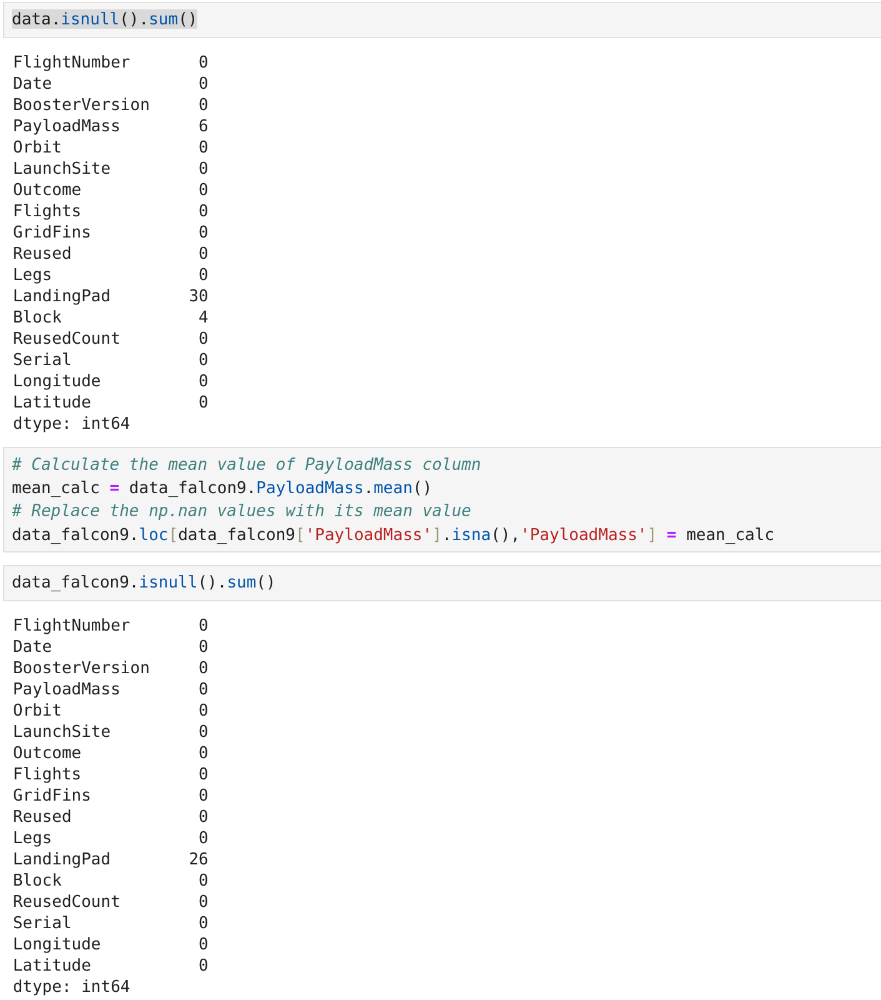 data.isnull().sum()
FlightNumber 0
Date 0
BoosterVersion 0
PayloadMass 6
Orbit 0
LaunchSite 0
Outcome 0
Flights 0
GridFins 0
Reused 0
Legs 0
LandingPad 30
Block 4
ReusedCount 0
Serial 0
Longitude 0
Latitude 0
dtype: int64
# Calculate the mean value of PayloadMass column
mean_calc = data_falcon9.PayloadMass.mean()
# Replace the np.nan values with its mean value
data_falcon9.loc[data_falcon9['PayloadMass'].isna(),'PayloadMass'] = mean_calc
data_falcon9.isnull().sum()
FlightNumber 0
Date 0
BoosterVersion 0
PayloadMass 0
Orbit 0
LaunchSite 0
Outcome 0
Flights 0
GridFins 0
Reused 0
Legs 0
LandingPad 26
Block 0
ReusedCount 0
Serial 0
Longitude 0
Latitude 0
dtype: int64